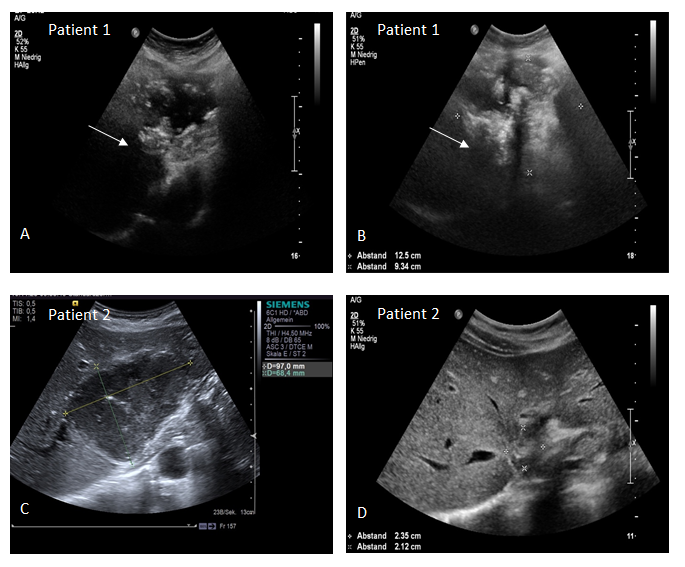 A/G
2D
52%
K 55
M Niedrig
HAllg
Patient 1
X
16
A
A/G
2D
51%
K 55
M Niedrig
HPen
Patient 1
X
B
Abstand 12.5 cm
Abstand 9.34 cm
18
TIS: 0,5
TIB: 0,5
MI: 1,4
Patient 2
SIEMENS
6C1 HD / *ABD
Allgemein
2D 100%
THI / H4,50 MHz
8 dB / DB 65
ASC 3 / DTCE M
Skala E / ST 2
D=97,0 mm
D=68,4 mm
C
23B/Sek. 13cm
Fr 157
A/G
2D
51%
K 55
M Niedrig
HAllg
Patient 2
X
D
Abstand 2.35 cm
Abstand 2.12 cm
11